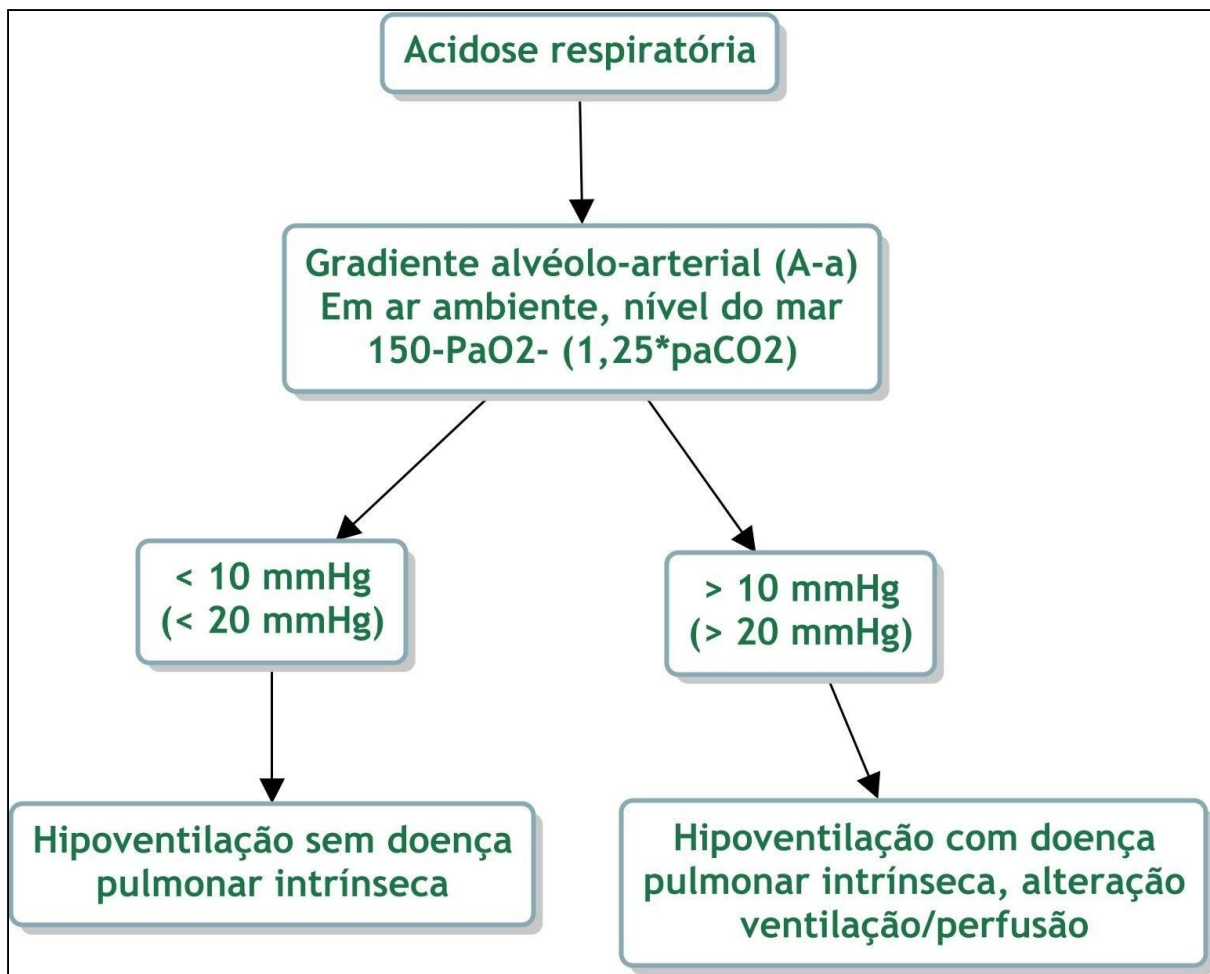 Acidose respiratória
Gradiente alvéolo-arterial (A-a)
Em ar ambiente, nível do mar
150-PaO2- (1,25*paCO2)
< 10 mmHg
(< 20 mmHg)
> 10 mmHg
(> 20 mmHg)
Hipoventilação sem doença
pulmonar intrínseca
Hipoventilação com doença
pulmonar intrínseca, alteração
ventilação/perfusão